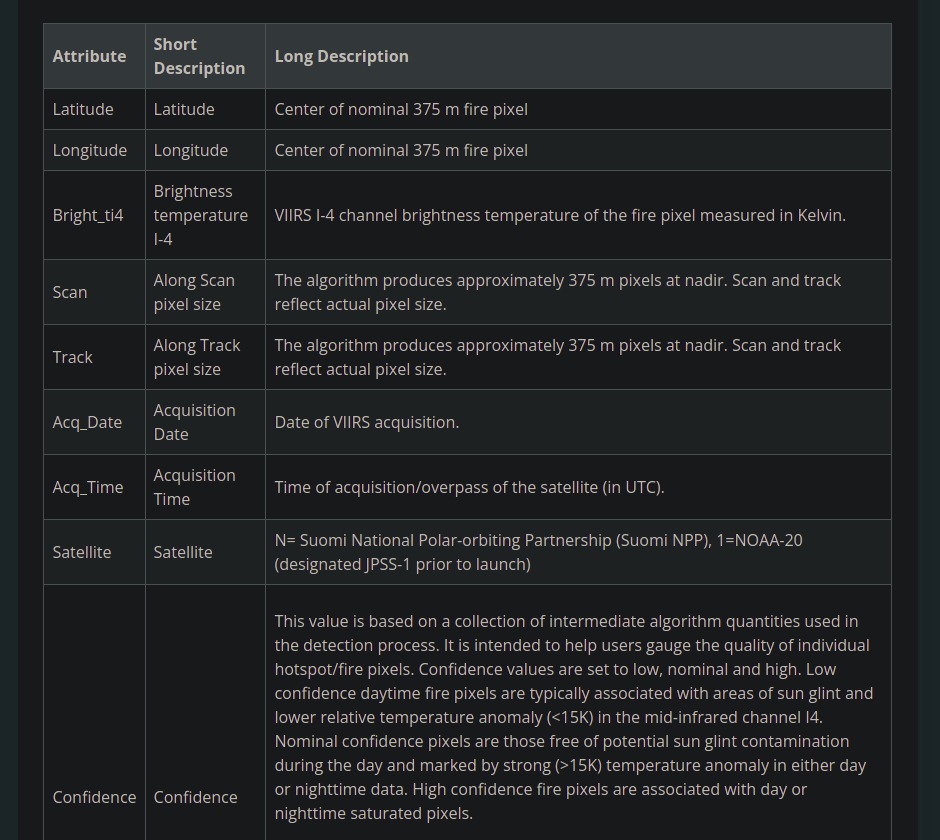 Attribute Short Description Long Description
Latitude Latitude Center of nominal 375 m fire pixel
Longitude Longitude Center of nominal 375 m fire pixel
Bright_ti4 Brightness temperature I-4 VIIRS I-4 channel brightness temperature of the fire pixel measured in Kelvin.
Scan Along Scan pixel size The algorithm produces approximately 375 m pixels at nadir. Scan and track
reflect actual pixel size.
Track Along Track pixel size The algorithm produces approximately 375 m pixels at nadir. Scan and track
reflect actual pixel size.
Acq_Date Acquisition Date Date of VIIRS acquisition.
Acq_Time Acquisition Time Time of acquisition/overpass of the satellite (in UTC).
Satellite Satellite N= Suomi National Polar-orbiting Partnership (Suomi NPP), 1=NOAA-20
(designated JPSS-1 prior to launch)
Confidence Confidence This value is based on a collection of intermediate algorithm quantities used in
the detection process. It is intended to help users gauge the quality of individual
hotspot/fire pixels. Confidence values are set to low, nominal and high. Low
confidence daytime fire pixels are typically associated with areas of sun glint and
lower relative temperature anomaly (<15K) in the mid-infrared channel I4.
Nominal confidence pixels are those free of potential sun glint contamination
during the day and marked by strong (>15K) temperature anomaly in either day
or nighttime data. High confidence fire pixels are associated with day or
nighttime saturated pixels.